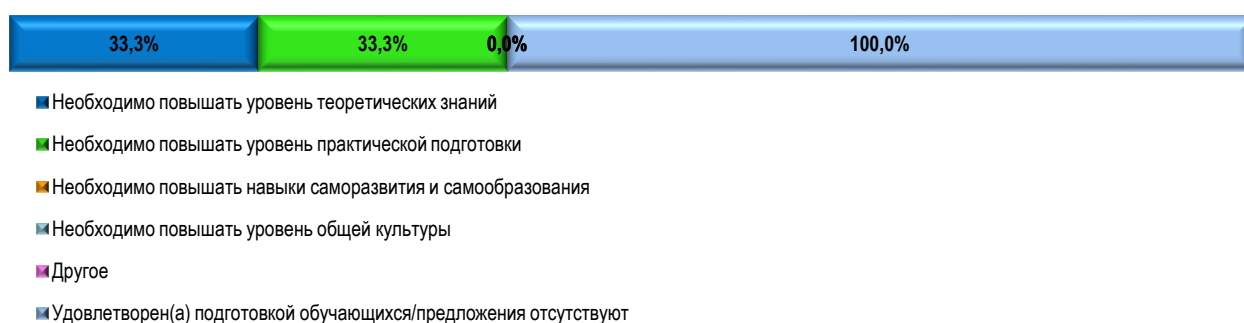 33,3% 33,3% 0,0% 100,0%
Необходимо повышать уровень теоретических знаний
Необходимо повышать уровень практической подготовки
Необходимо повышать навыки саморазвития и самообразования
Необходимо повышать уровень общей культуры
Другое
Удовлетворен(а) подготовкой обучающихся/предложения отсутствуют